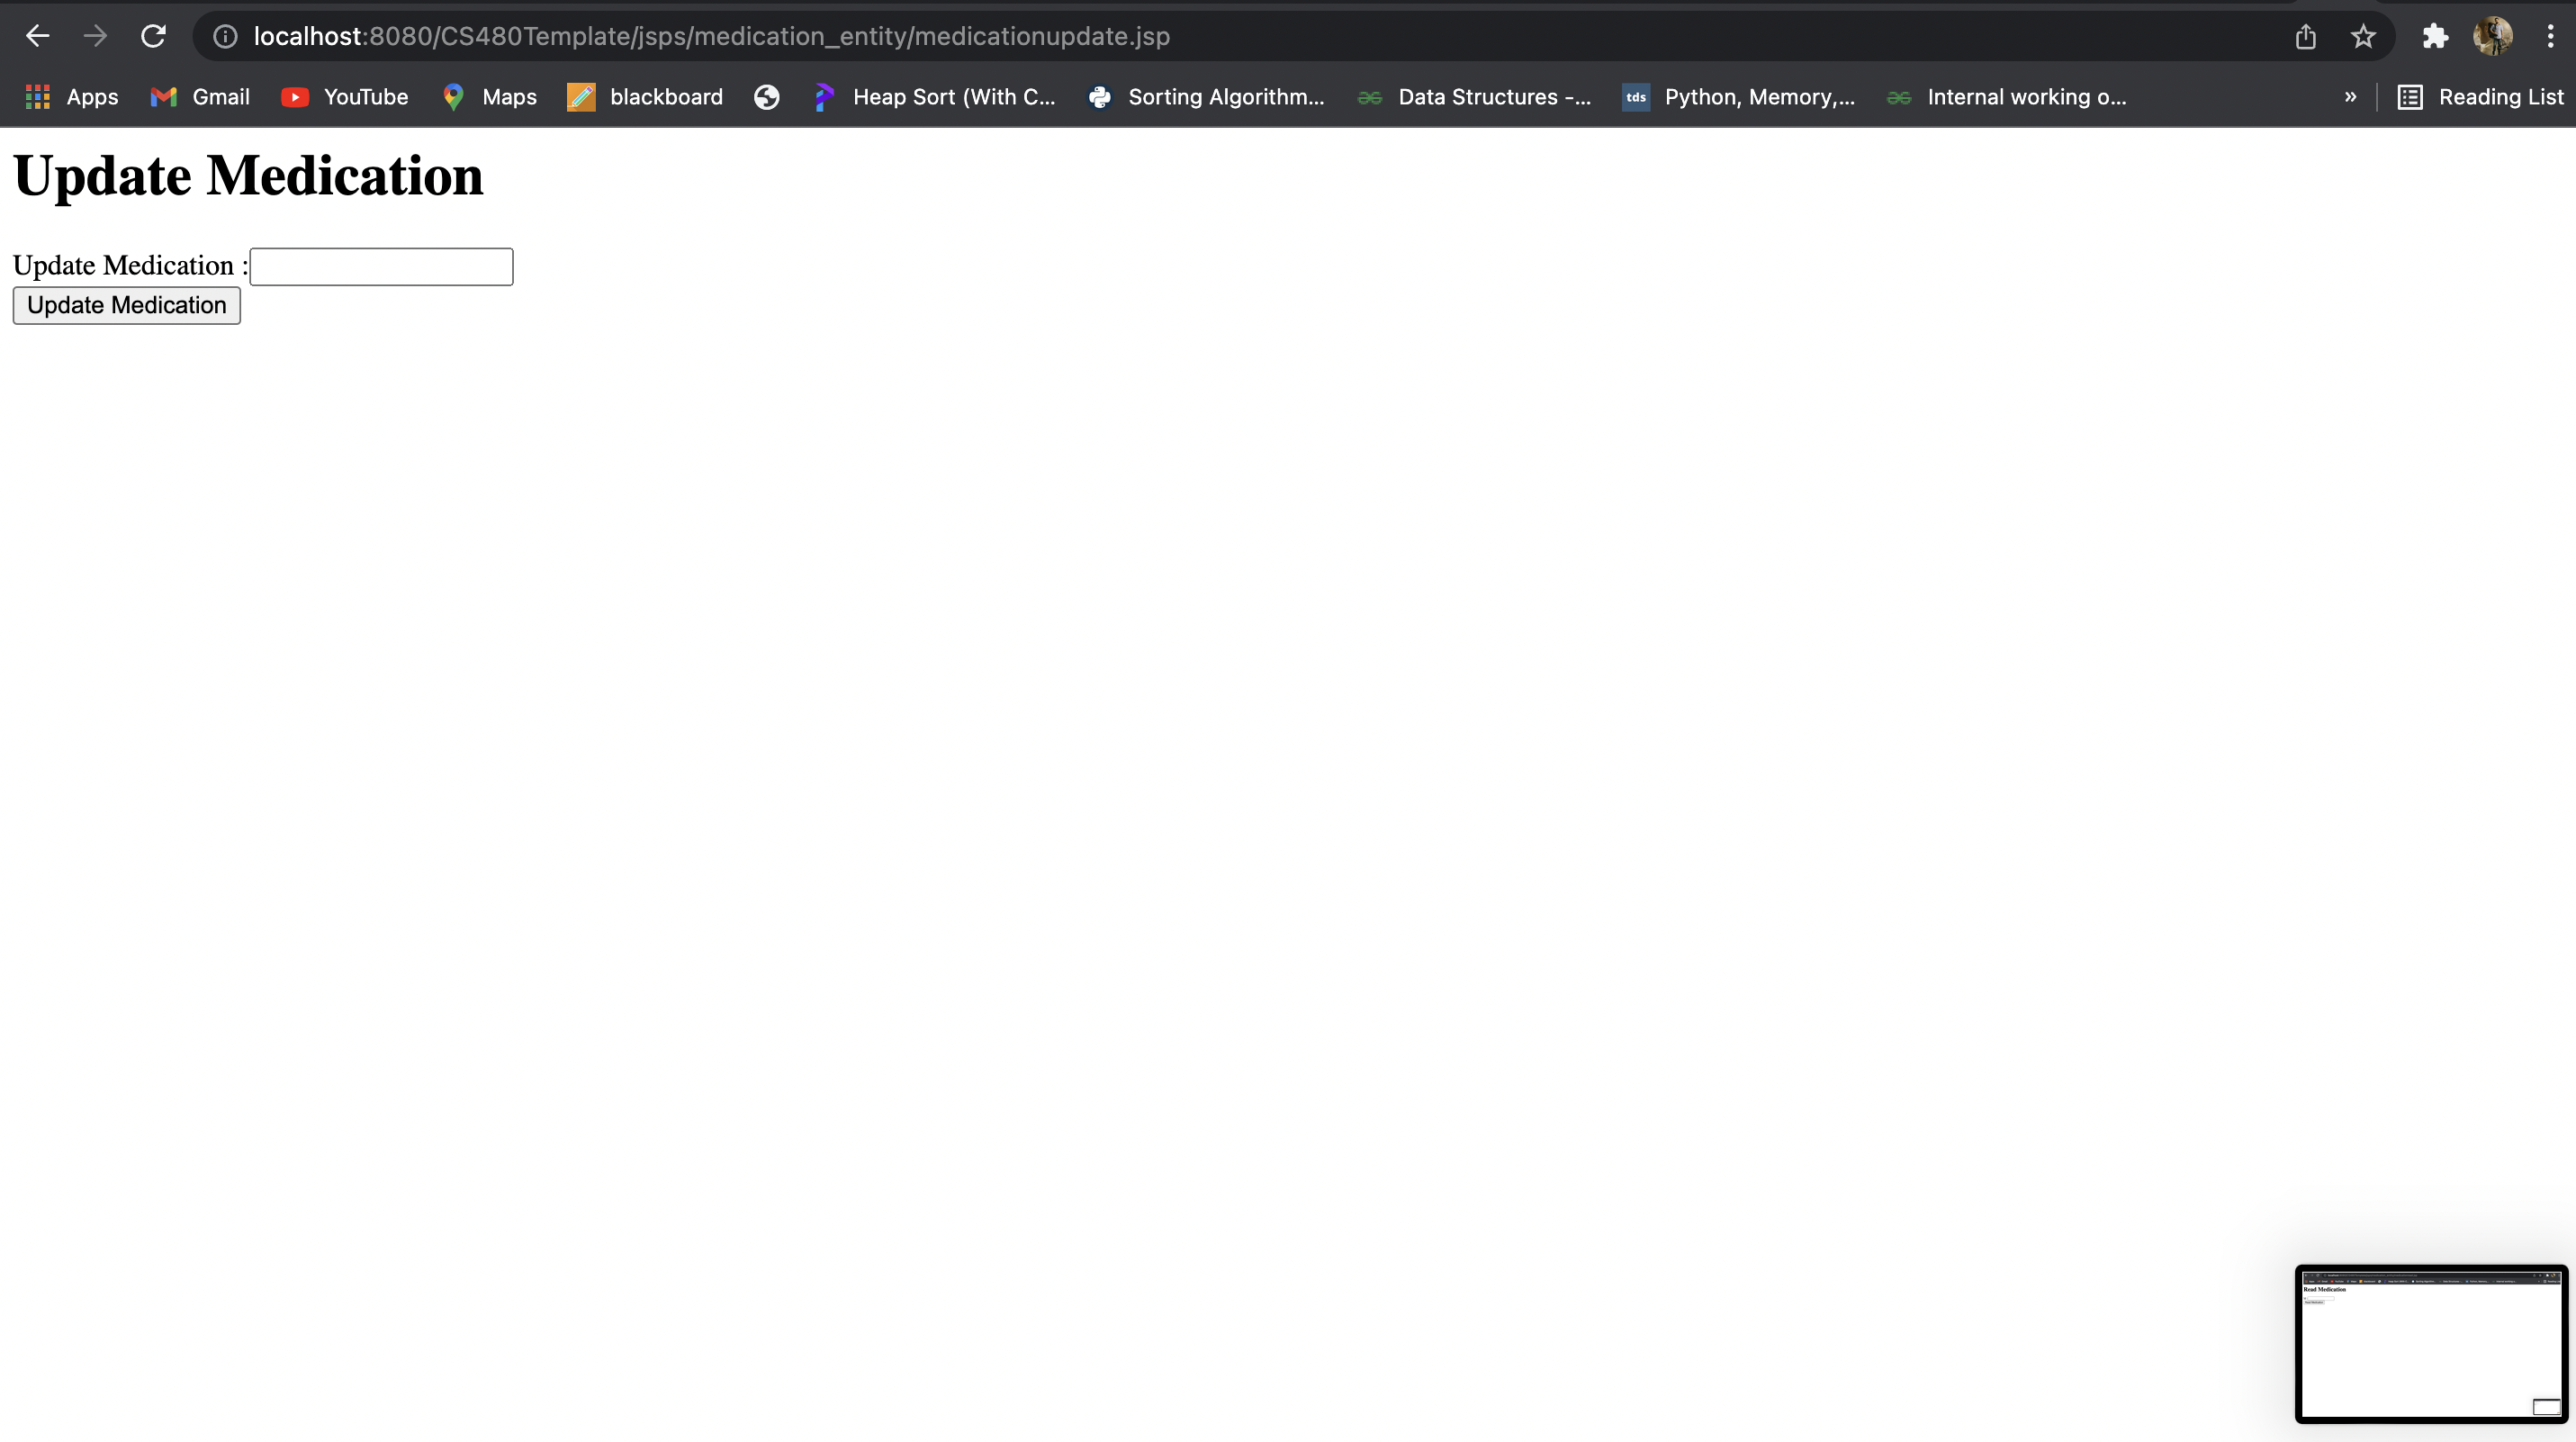 localhost:8080/CS480Template/jsps/medication_entity/medicationupdate.jsp
Apps Gmail YouTube Maps blackboard Heap Sort (With C... Sorting Algorithm... Data Structures -... tds Python, Memory,... Internal working o... » Reading List
Update Medication
Update Medication :
Update Medication
Read Medication